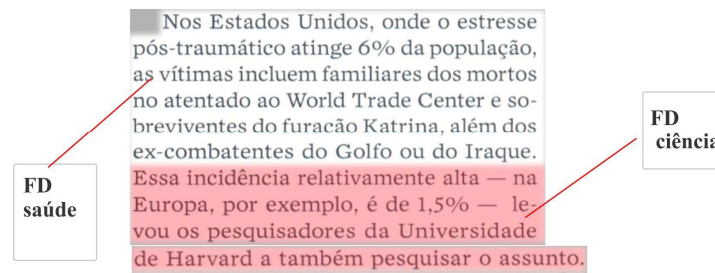 Nos Estados Unidos, onde o estresse
pós-traumático atinge 6% da população,
as vítimas incluem familiares dos mortos
no atentado ao World Trade Center e so-
breviventes do furacão Katrina, além dos
ex-combatentes do Golfo ou do Iraque.
Essa incidência relativamente alta — na
Europa, por exemplo, é de 1,5% — le-
vou os pesquisadores da Universidade
de Harvard a também pesquisar o assunto.
FD
saúde
FD
ciência